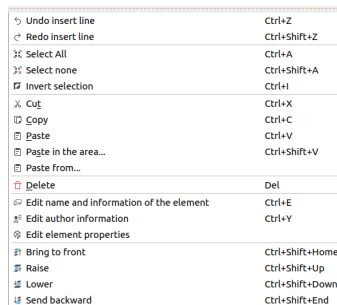 Undo insert line Ctrl+Z
Redo insert line Ctrl+Shift+Z
Select All Ctrl+A
Select none Ctrl+Shift+A
Invert selection Ctrl+I
Cut Ctrl+X
Copy Ctrl+C
Paste Ctrl+V
Paste in the area... Ctrl+Shift+V
Paste from...
Delete Del
Edit name and information of the element Ctrl+E
Edit author information Ctrl+Y
Edit element properties
Bring to front Ctrl+Shift+Home
Raise Ctrl+Shift+Up
Lower Ctrl+Shift+Down
Send backward Ctrl+Shift+End